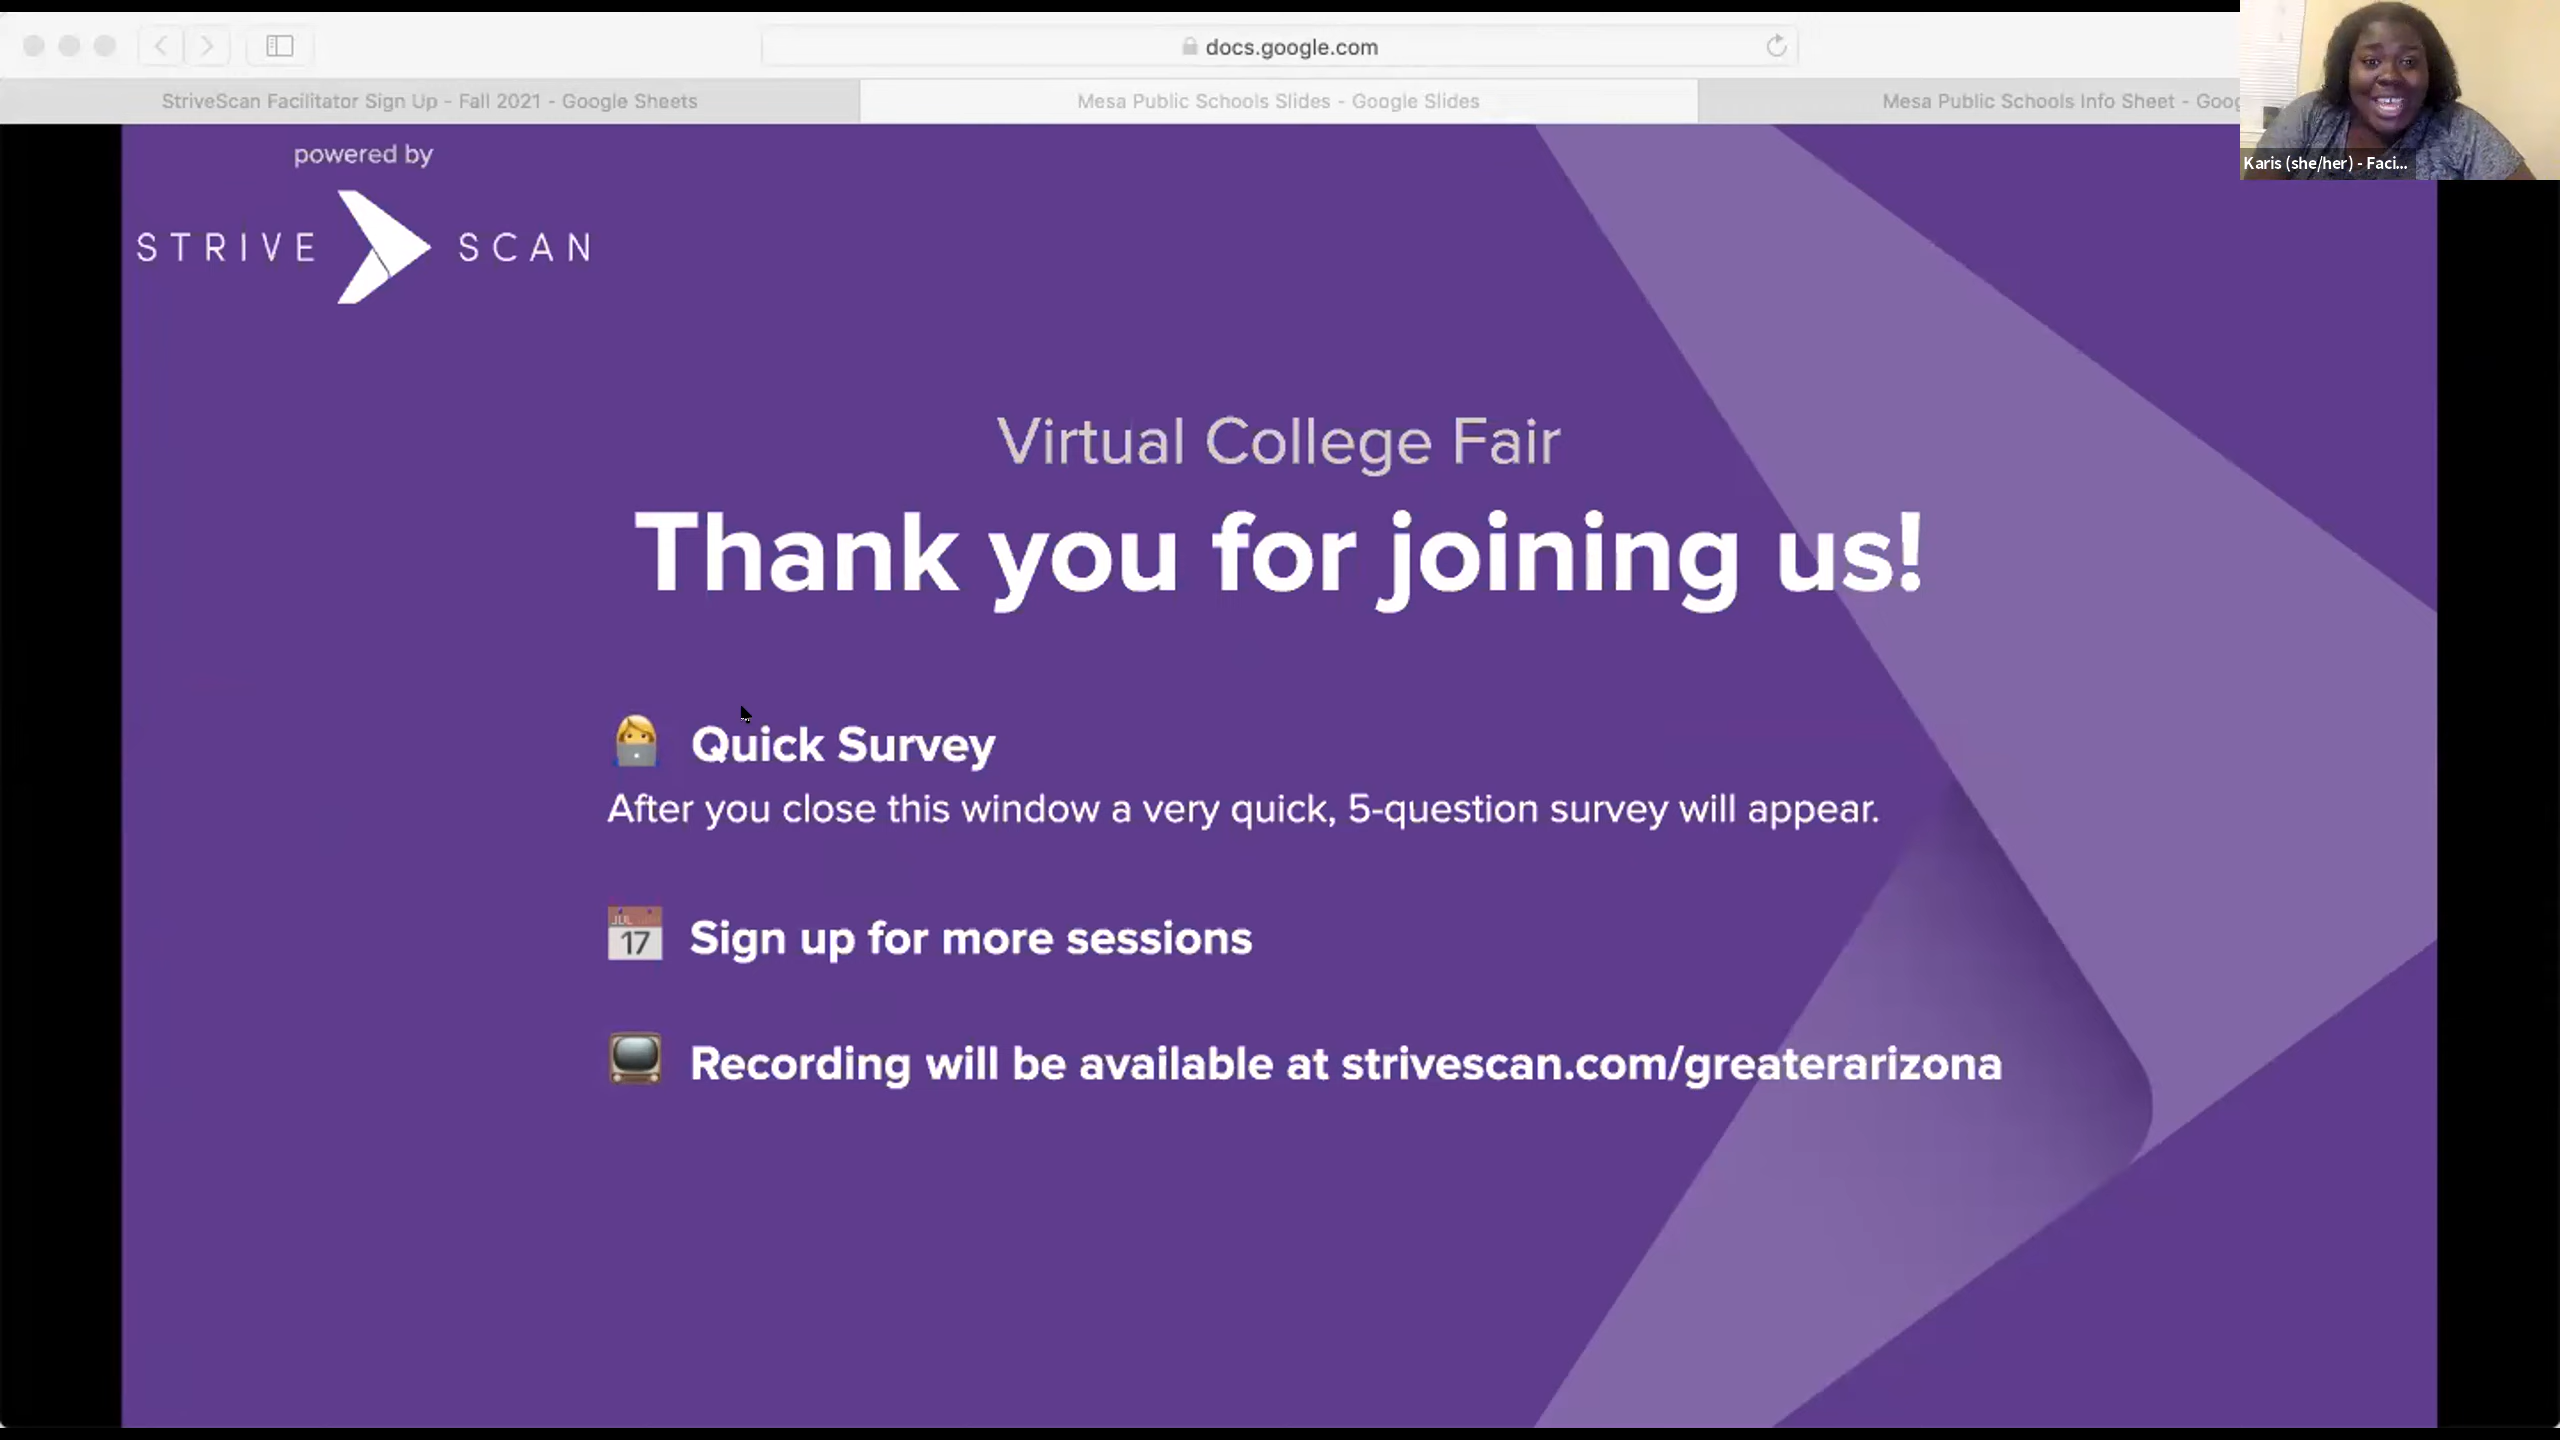 docs.google.com
StriveScan Facilitator Sign Up - Fall 2021 - Google Sheets
Mesa Public Schools Slides - Google Slides
Mesa Public Schools Info Sheet - Goog
Karis (she/her) - Faci...
powered by
STRIVE SCAN
Virtual College Fair
Thank you for joining us!
Quick Survey
After you close this window a very quick, 5-question survey will appear.
JUL
17
Sign up for more sessions
Recording will be available at strivescan.com/greaterarizona